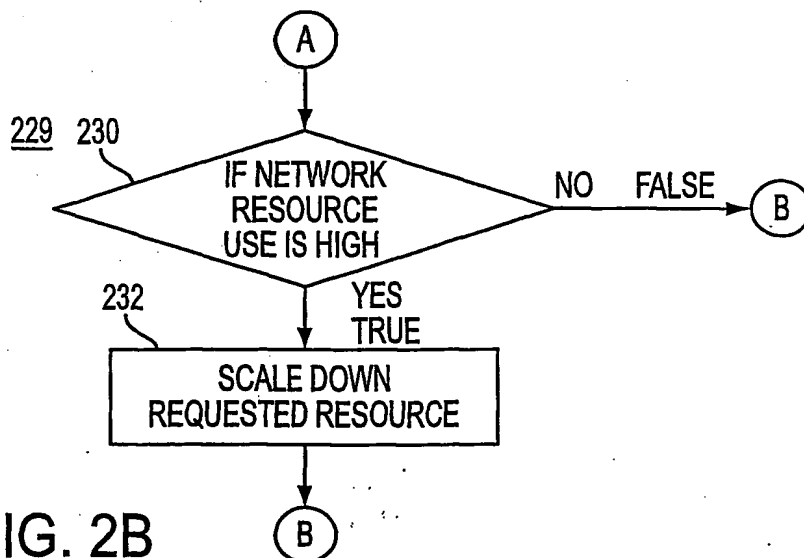 A
229 230
IF NETWORK
RESOURCE
USE IS HIGH
NO FALSE
B
YES
TRUE
232
SCALE DOWN
REQUESTED RESOURCE
B
IG. 2B